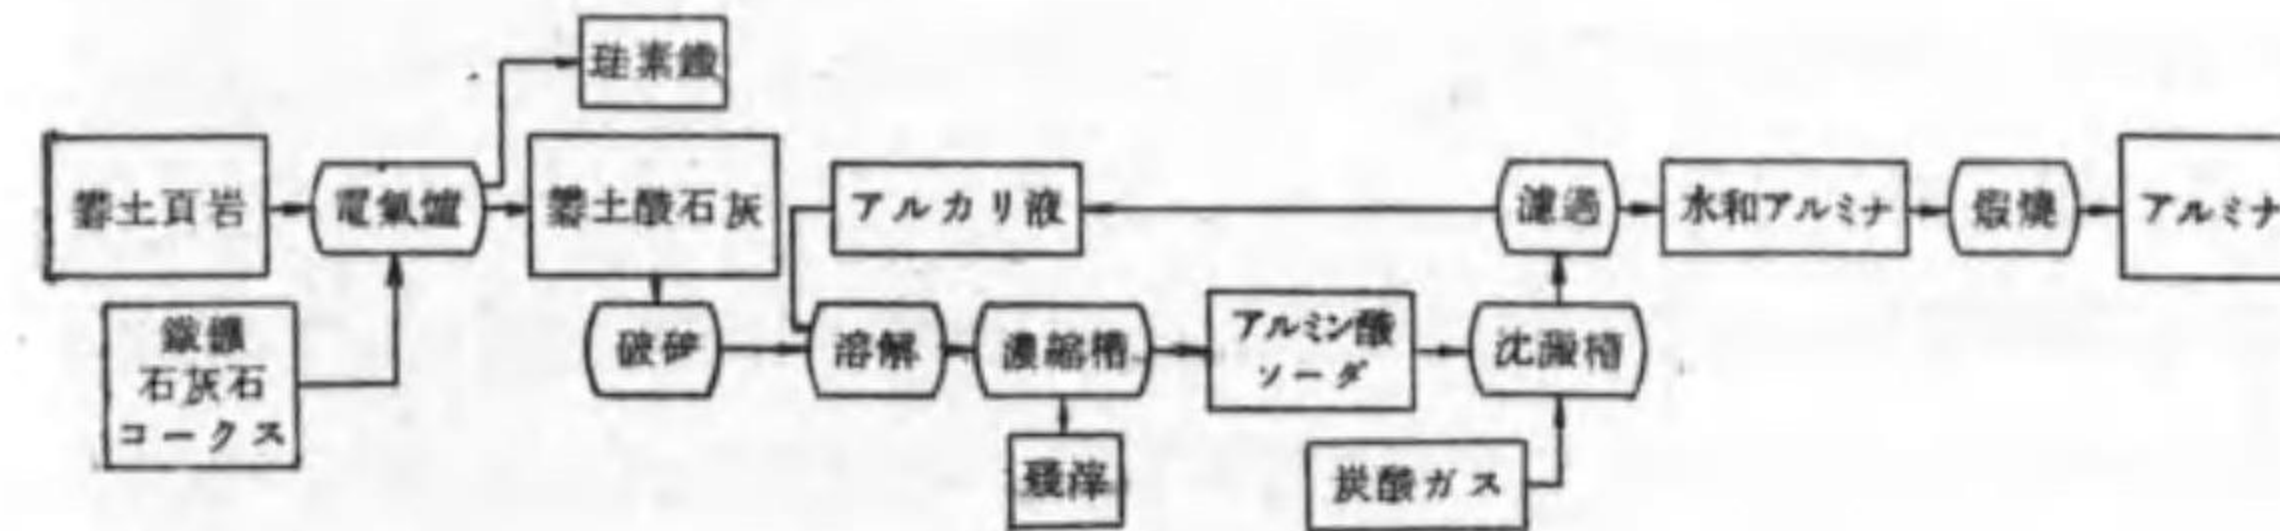 珪素鐵
礬土頁岩
電氣爐
礬土酸石灰
アルカリ液
濾過
水和アルミナ
煆燒
アルミナ
鐵鑛
石灰石
コークス
破碎
溶解
濃縮槽
アルミン酸
ソーダ
沈澱槽
殘滓
炭酸ガス